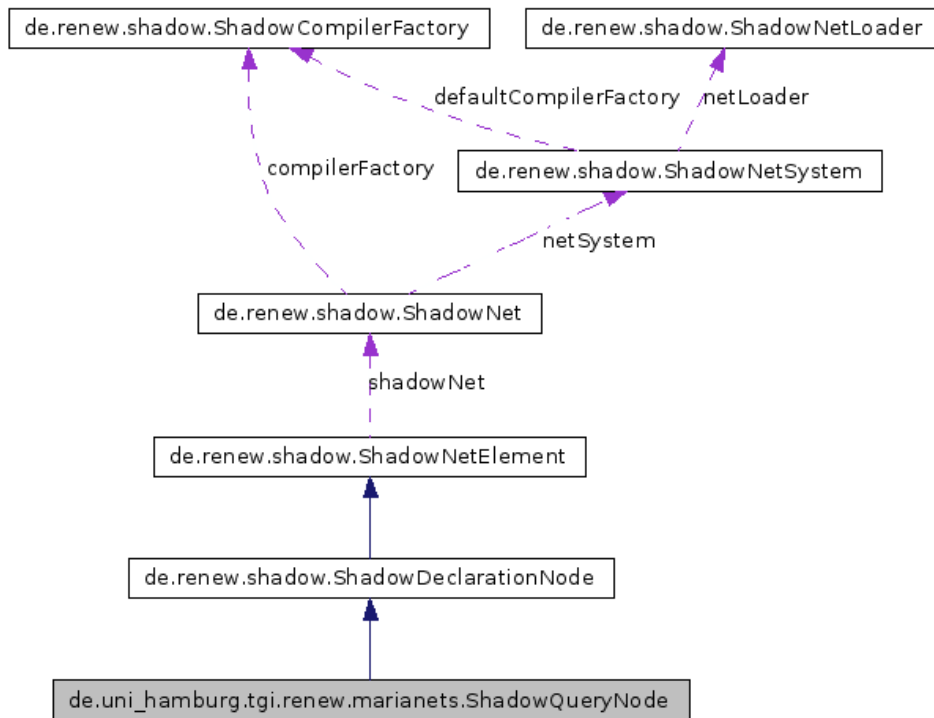 de.renew.shadow.ShadowCompilerFactory
de.renew.shadow.ShadowNetLoader
defaultCompilerFactory
netLoader
compilerFactory
de.renew.shadow.ShadowNetSystem
netSystem
de.renew.shadow.ShadowNet
shadowNet
de.renew.shadow.ShadowNetElement
de.renew.shadow.ShadowDeclarationNode
de.uni_hamburg.tgi.renew.marianets.ShadowQueryNode